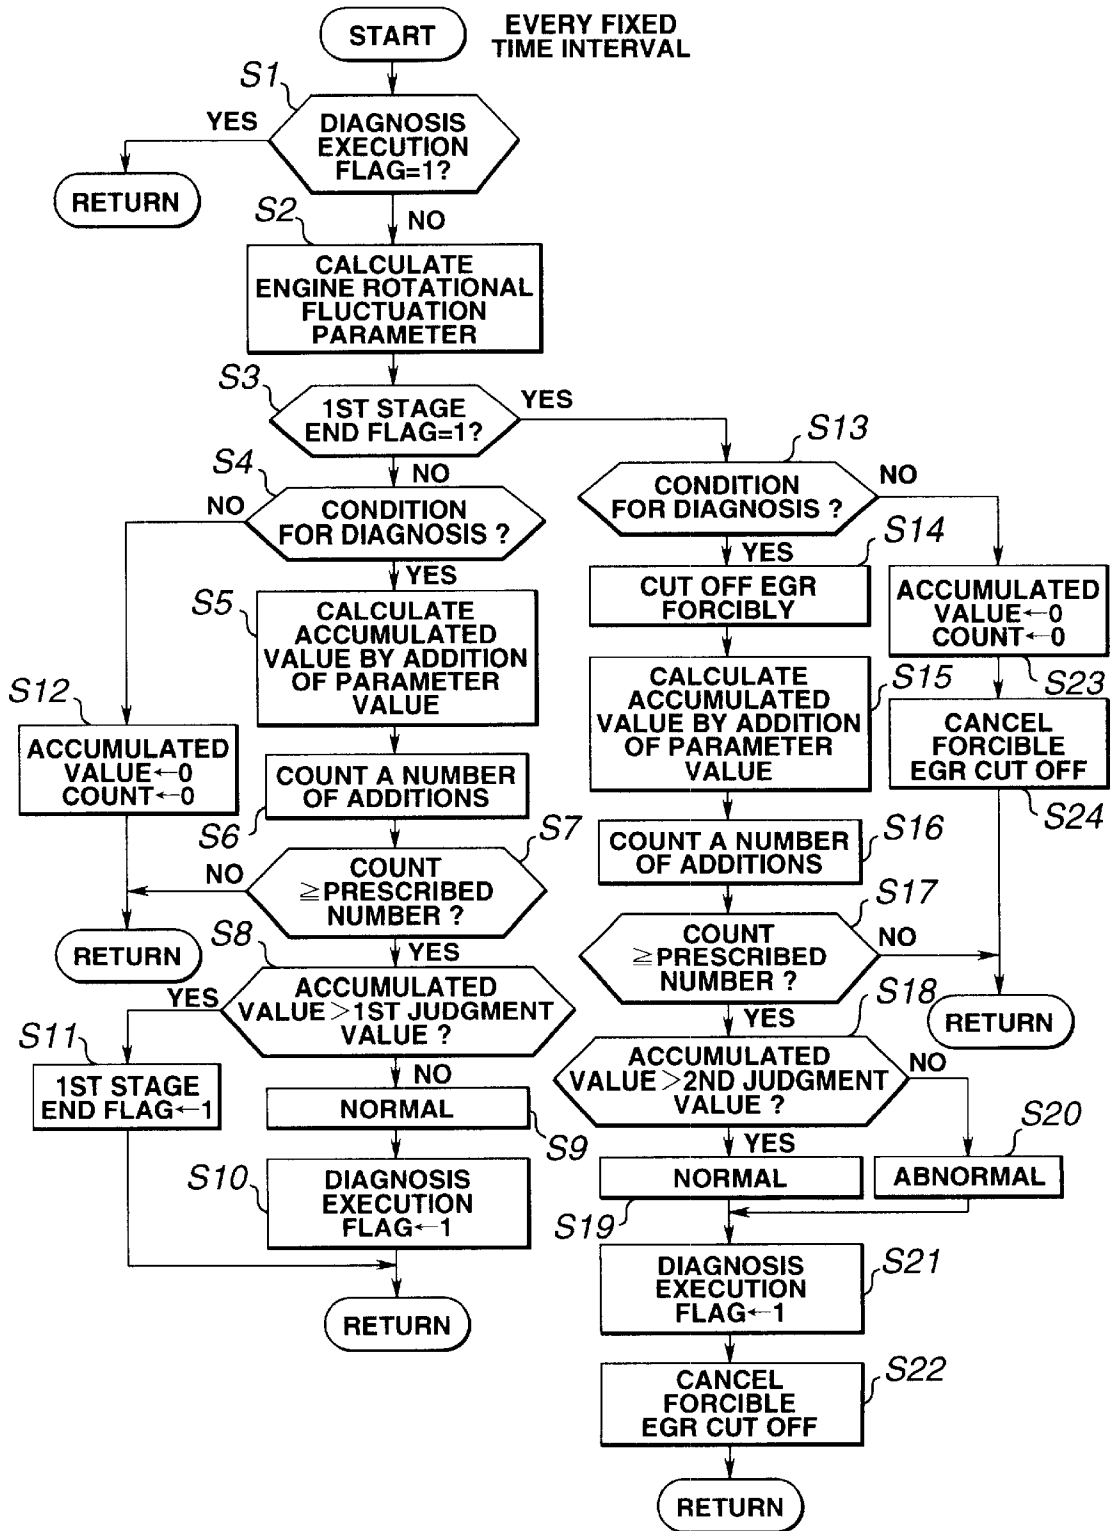 START
EVERY FIXED
TIME INTERVAL
S1
YES
DIAGNOSIS
EXECUTION
FLAG=1?
RETURN
NO
S2
CALCULATE
ENGINE ROTATIONAL
FLUCTUATION
PARAMETER
S3
1ST STAGE
END FLAG=1?
YES
NO
S4
NO
CONDITION
FOR DIAGNOSIS ?
YES
S5
CALCULATE
ACCUMULATED
VALUE BY ADDITION
OF PARAMETER
VALUE
S12
ACCUMULATED
VALUE←0
COUNT←0
COUNT A NUMBER
OF ADDITIONS
S6
S7
NO
COUNT
≧PRESCRIBED
NUMBER ?
RETURN
YES
S8
YES
ACCUMULATED
VALUE>1ST JUDGMENT
VALUE ?
S11
1ST STAGE
END FLAG←1
NO
NORMAL
S9
S10
DIAGNOSIS
EXECUTION
FLAG←1
RETURN
S13
CONDITION
FOR DIAGNOSIS ?
NO
YES
S14
CUT OFF EGR
FORCIBLY
ACCUMULATED
VALUE←0
COUNT←0
S23
CALCULATE
ACCUMULATED
VALUE BY ADDITION
OF PARAMETER
VALUE
S15
CANCEL
FORCIBLE
EGR CUT OFF
S24
COUNT A NUMBER
OF ADDITIONS
S16
S17
COUNT
≧PRESCRIBED
NUMBER ?
NO
YES
RETURN
S18
ACCUMULATED
VALUE>2ND JUDGMENT
VALUE ?
NO
YES
S20
NORMAL
ABNORMAL
S19
DIAGNOSIS
EXECUTION
FLAG←1
S21
CANCEL
FORCIBLE
EGR CUT OFF
S22
RETURN